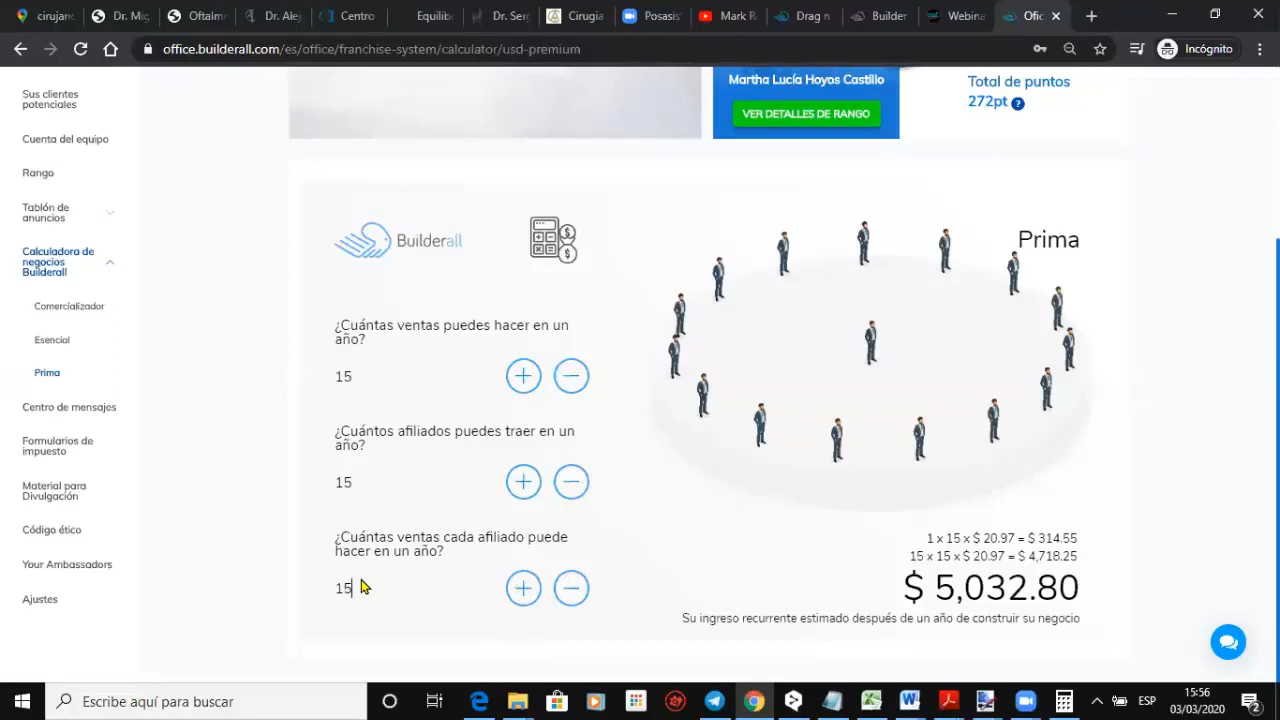 cirujano
Dr. Mig
Oftalmo
Dr. Alej
Centro
Equilib
Dr. Serg
Cirugia
Posasis
Mark R
Drag n
Builder
Webina
Ofic
office.builderall.com/es/office/franchise-system/calculator/usd-premium
Incógnito
Sus clientes
potenciales
Cuenta del equipo
Rango
Tablón de
anuncios
Calculadora de
negocios
Builderall
Comercializador
Esencial
Prima
Centro de mensajes
Formularios de
impuesto
Material para
Divulgación
Código ético
Your Ambassadors
Ajustes
Martha Lucía Hoyos Castillo
VER DETALLES DE RANGO
Total de puntos
272pt ?
Builderall
Prima
¿Cuántas ventas puedes hacer en un
año?
15
¿Cuántos afiliados puedes traer en un
año?
15
¿Cuántas ventas cada afiliado puede
hacer en un año?
15
1 x 15 x $ 20.97 = $ 314.55
15 x 15 x $ 20.97 = $ 4,718.25
$ 5,032.80
Su ingreso recurrente estimado después de un año de construir su negocio
Escribe aquí para buscar
ESP
15:56
03/03/2020
2